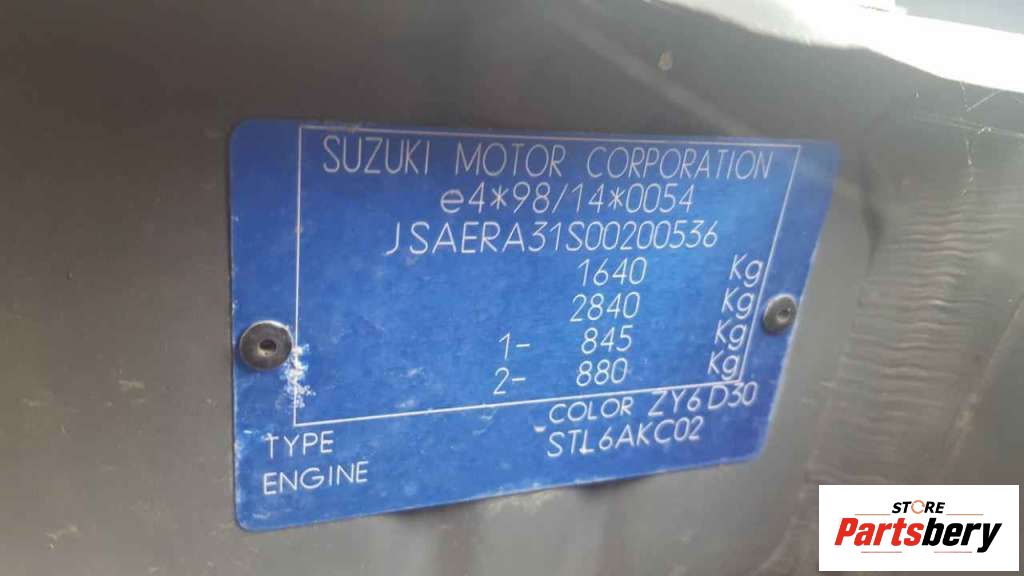 SUZUKI MOTOR CORPORATION
e4*98/14*0054
JSAERA31S00200536
1640 Kg
2840 Kg
1- 845 Kg
2- 880 Kg
COLOR ZY6 D30
TYPE STL6AKC02
ENGINE
STORE
Partsbery